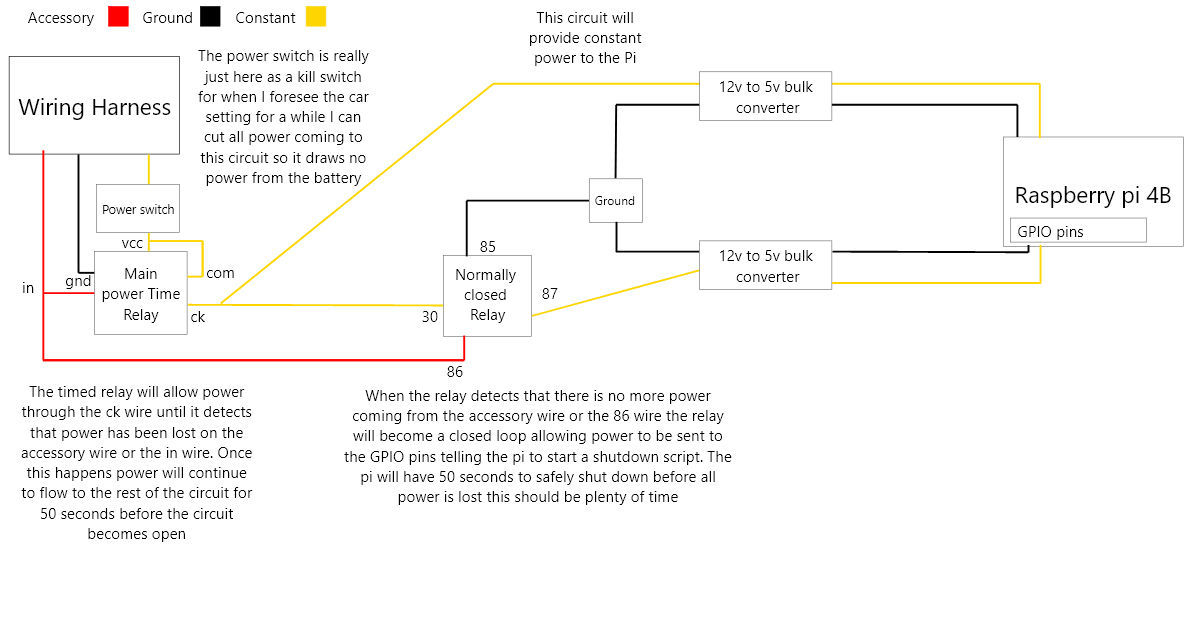 Accessory
Ground
Constant
This circuit will
provide constant
power to the Pi
The power switch is really
just here as a kill switch
for when I foresee the car
setting for a while I can
cut all power coming to
this circuit so it draws no
power from the battery
Wiring Harness
12v to 5v bulk
converter
Raspberry pi 4B
GPIO pins
Power switch
Ground
vcc
com
gnd
in
Main
power Time
Relay
ck
85
Normally
closed
Relay
30
87
86
12v to 5v bulk
converter
The timed relay will allow power
through the ck wire until it detects
that power has been lost on the
accessory wire or the in wire. Once
this happens power will continue
to flow to the rest of the circuit for
50 seconds before the circuit
becomes open
When the relay detects that there is no more power
coming from the accessory wire or the 86 wire the relay
will become a closed loop allowing power to be sent to
the GPIO pins telling the pi to start a shutdown script. The
pi will have 50 seconds to safely shut down before all
power is lost this should be plenty of time